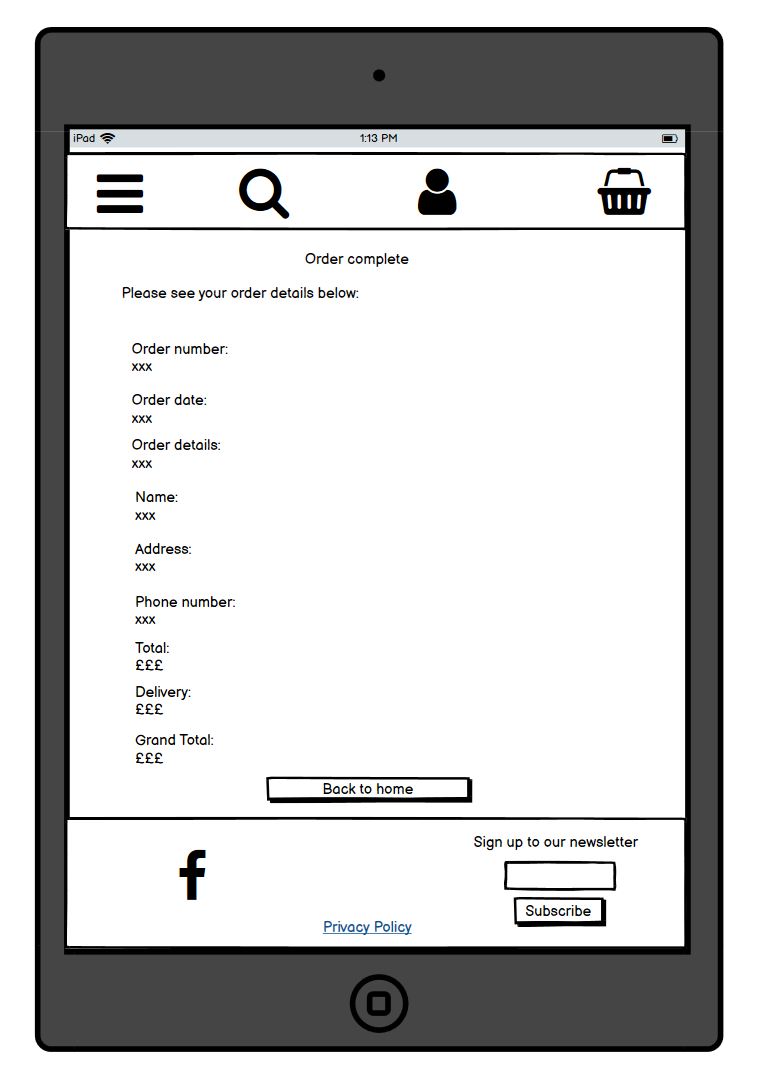 iPad
1:13 PM
Order complete
Please see your order details below:
Order number:
xxx
Order date:
xxx
Order details:
xxx
Name:
xxx
Address:
xxx
Phone number:
xxx
Total:
£££
Delivery:
£££
Grand Total:
£££
Back to home
Sign up to our newsletter
Subscribe
Privacy Policy